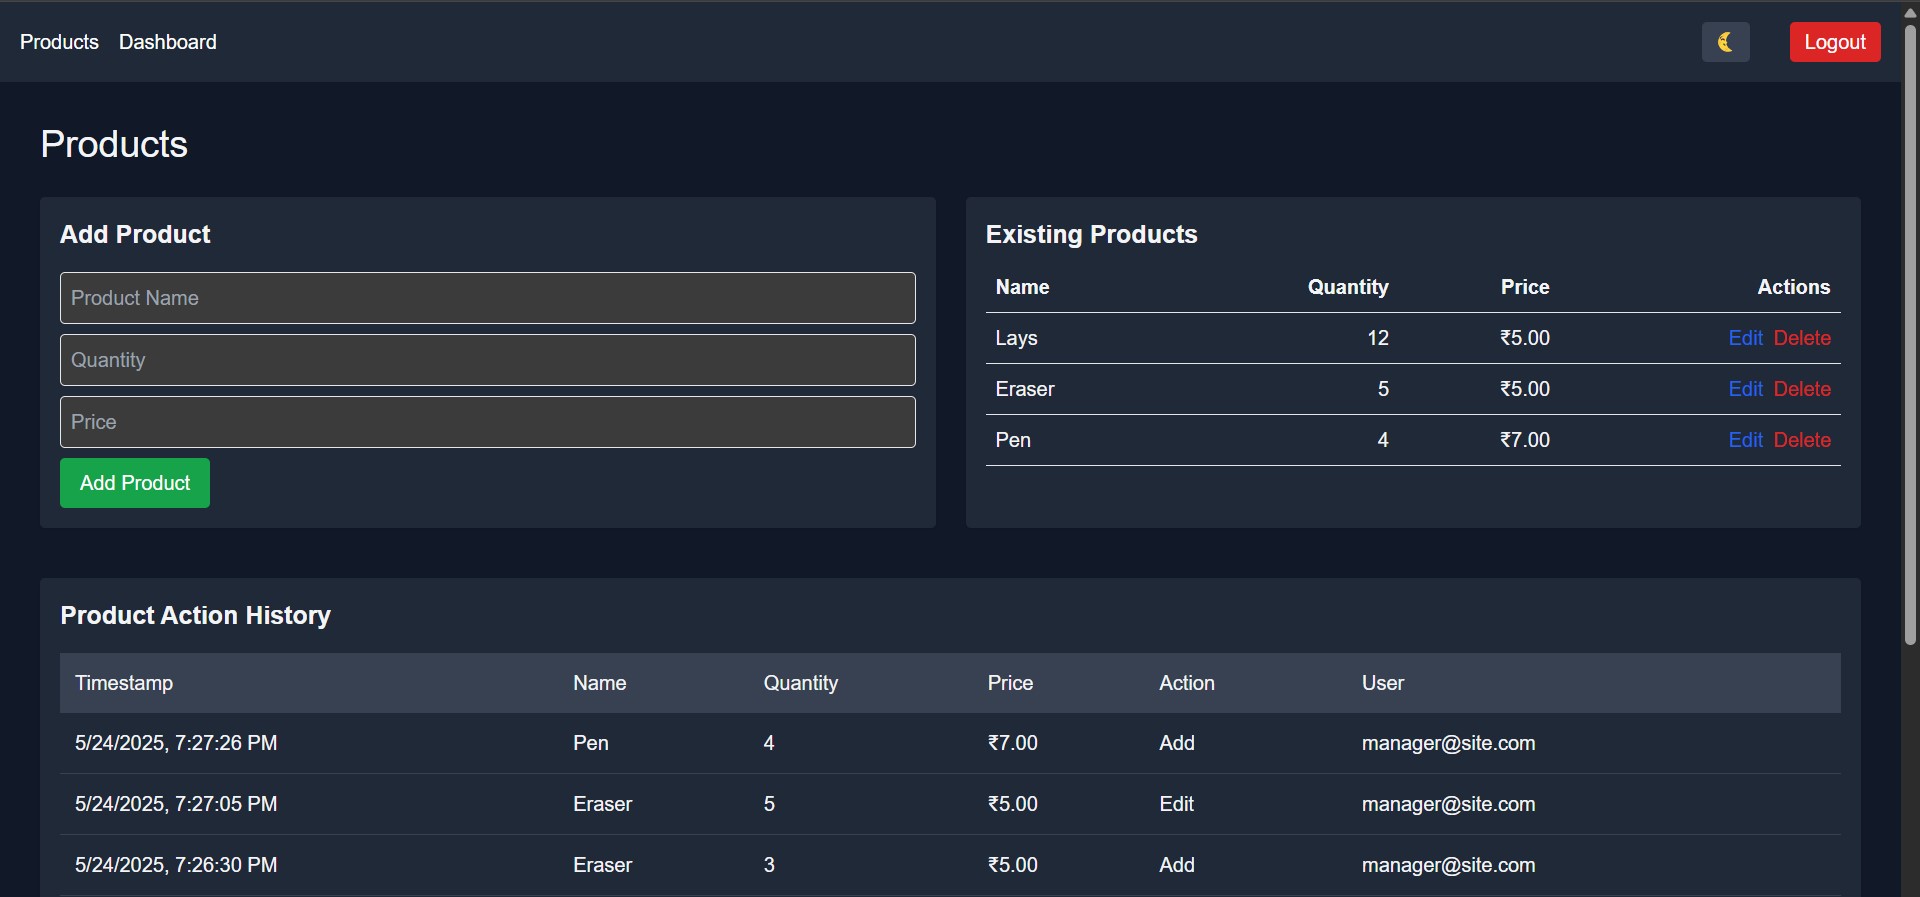 Products Dashboard Logout
Products
Add Product
Product Name
Quantity
Price
Add Product
Existing Products
Name Quantity Price Actions
Lays 12 ₹5.00 Edit Delete
Eraser 5 ₹5.00 Edit Delete
Pen 4 ₹7.00 Edit Delete
Product Action History
Timestamp Name Quantity Price Action User
5/24/2025, 7:27:26 PM Pen 4 ₹7.00 Add manager@site.com
5/24/2025, 7:27:05 PM Eraser 5 ₹5.00 Edit manager@site.com
5/24/2025, 7:26:30 PM Eraser 3 ₹5.00 Add manager@site.com